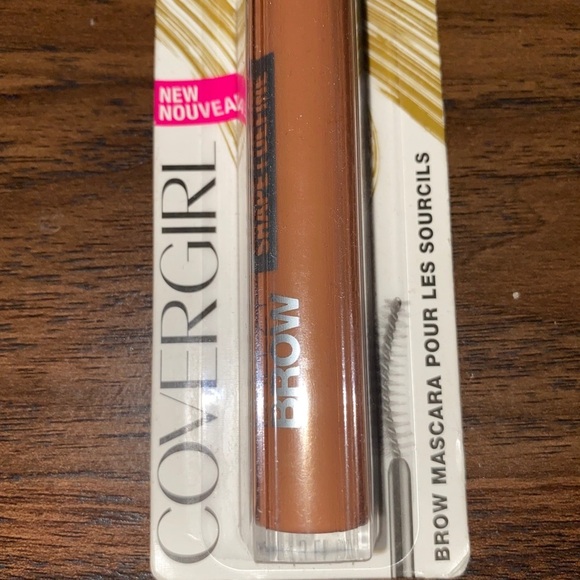 NEW
NOUVEAU
COVERGIRL
BROW
BROW MASCARA POUR LES SOURCILS